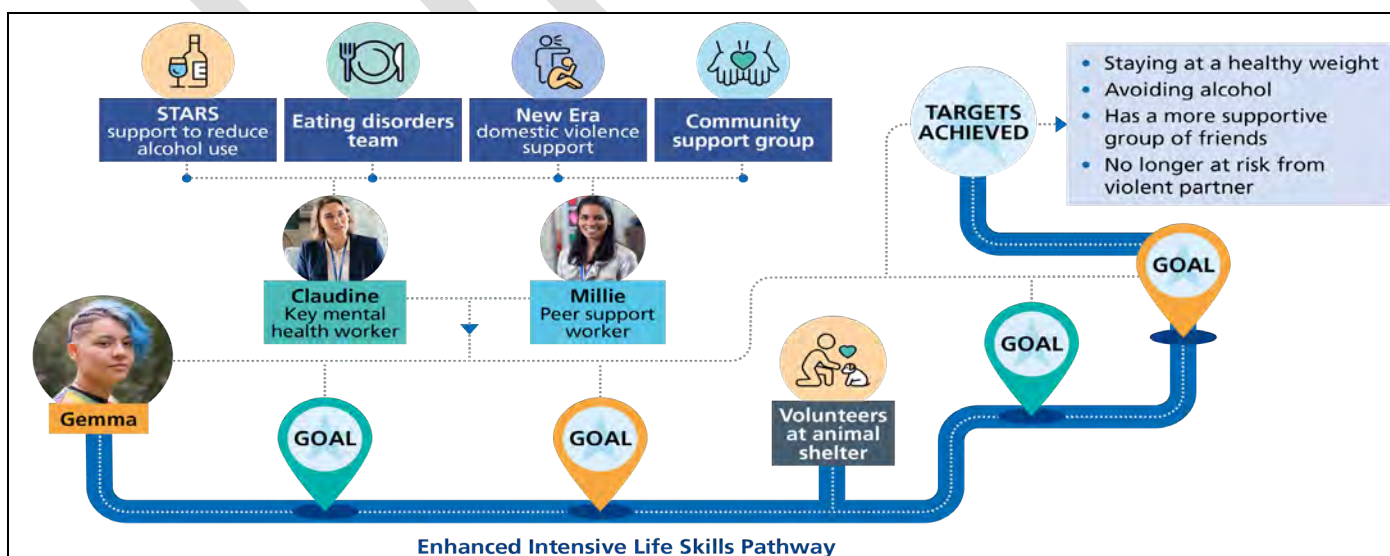 STARS
support to reduce
alcohol use
Eating disorders
team
New Era
domestic violence
support
Community
support group
TARGETS
ACHIEVED
• Staying at a healthy weight
• Avoiding alcohol
• Has a more supportive
group of friends
• No longer at risk from
violent partner
Claudine
Key mental
health worker
Millie
Peer support
worker
GOAL
GOAL
Gemma
GOAL
GOAL
Volunteers
at animal
shelter
Enhanced Intensive Life Skills Pathway